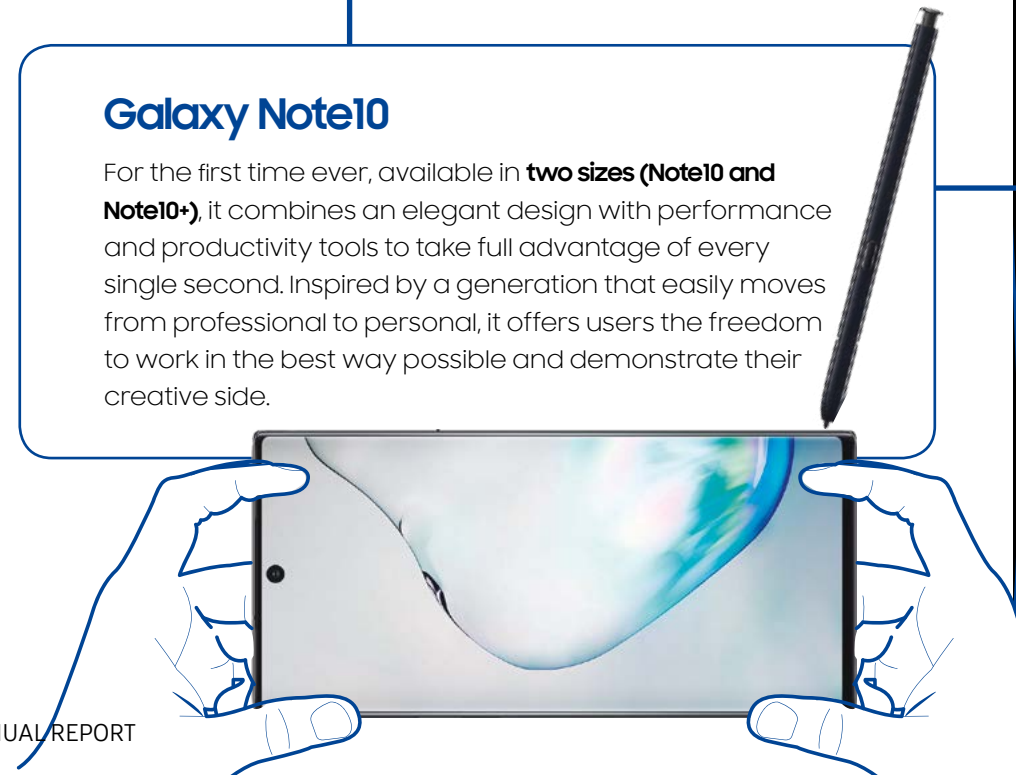 Galaxy Note10
For the first time ever, available in two sizes (Note10 and
Note10+), it combines an elegant design with performance
and productivity tools to take full advantage of every
single second. Inspired by a generation that easily moves
from professional to personal, it offers users the freedom
to work in the best way possible and demonstrate their
creative side.
REPORT